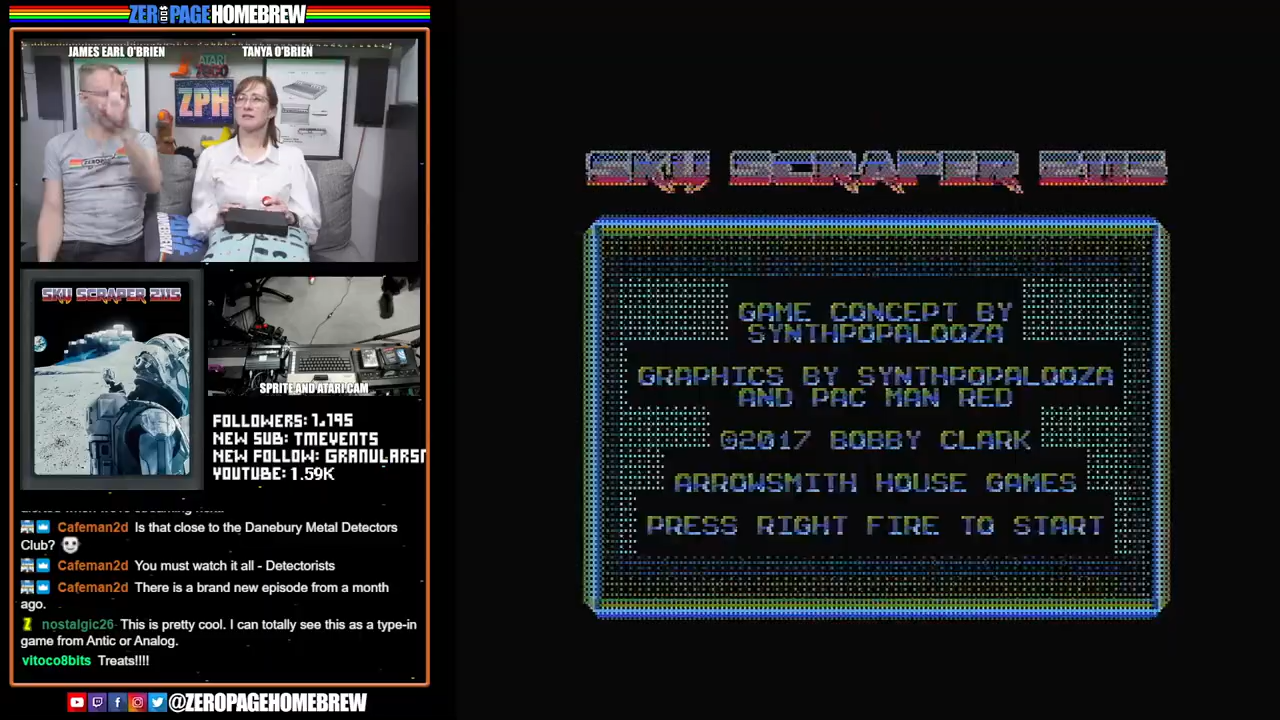 ZERO PAGE HOMEBREW
JAMES EARL O'BRIEN
TANYA O'BRIEN
ATARI
ZPH
SKY SCRAPER 2115
SPRITE AND ATARI CAM
FOLLOWERS: 1,195
NEW SUB: TMEVENTS
NEW FOLLOW: GRANULARSM
YOUTUBE: 1.59K
Cafeman2d Is that close to the Danebury Metal Detectors
Club?
Cafeman2d You must watch it all - Detectorists
Cafeman2d There is a brand new episode from a month
ago.
nostalgic26 This is pretty cool. I can totally see this as a type-in
game from Antic or Analog.
vitoco8bits Treats!!!!
@ZEROPAGEHOMEBREW
SKY SCRAPER 2115
GAME CONCEPT BY
SYNTHPOPALOOZA
GRAPHICS BY SYNTHPOPALOOZA
AND PAC MAN RED
©2017 BOBBY CLARK
ARROWSMITH HOUSE GAMES
PRESS RIGHT FIRE TO START